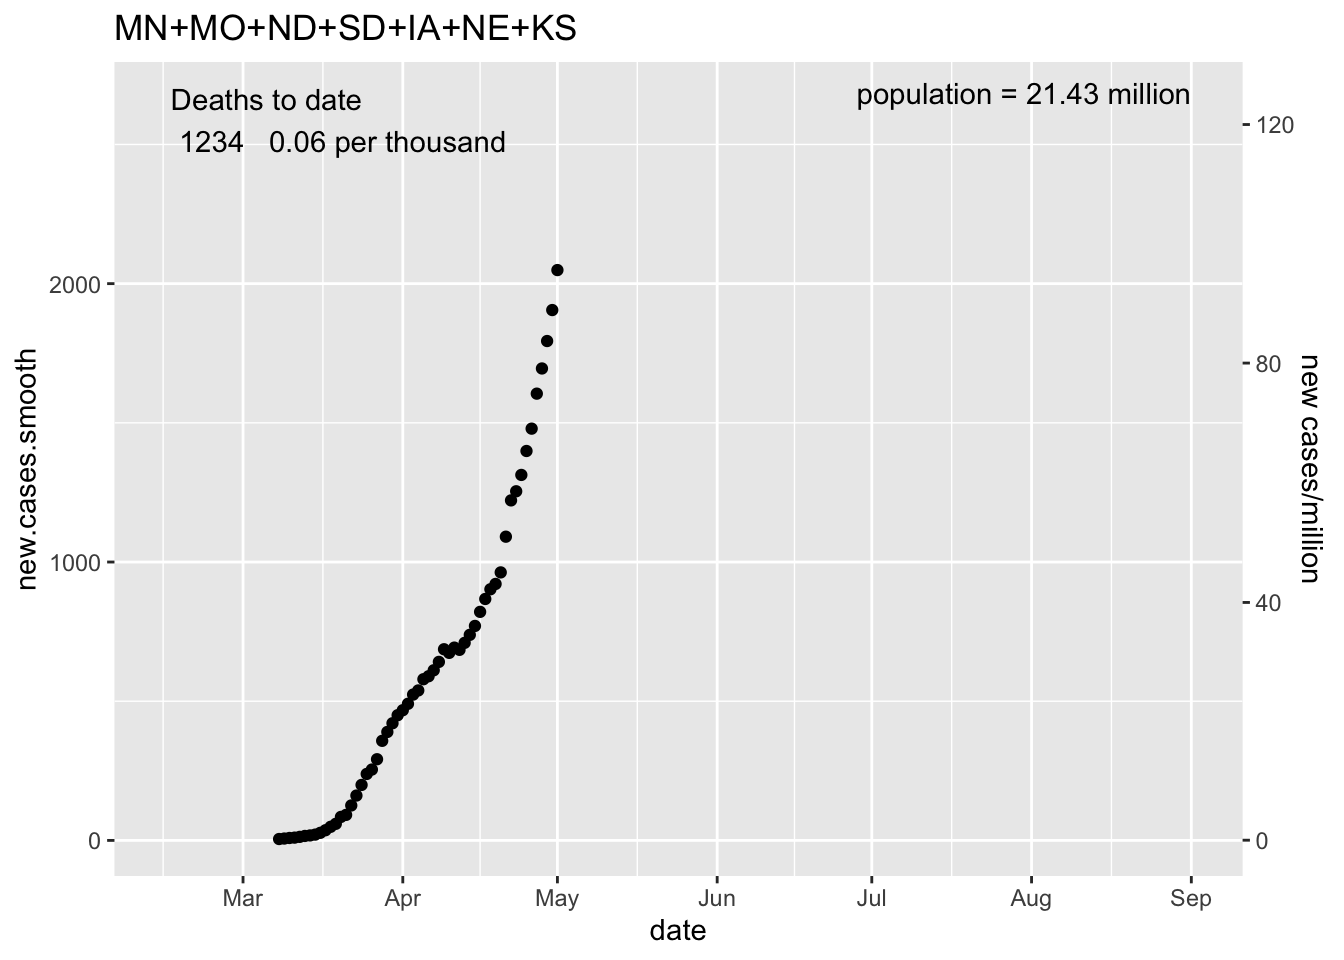 MN+MO+ND+SD+IA+NE+KS
Deaths to date
1234 0.06 per thousand
population = 21.43 million
new.cases.smooth
2000
1000
0
120
80
40
0
new cases/million
Mar Apr May Jun Jul Aug Sep
date